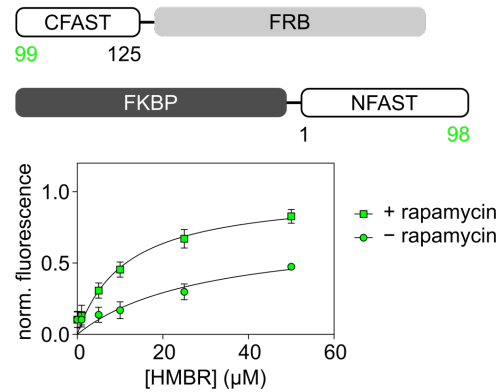 CFAST
FRB
99
125
FKBP
NFAST
1
98
norm. fluorescence
1.0
0.5
0.0
0
20
40
60
[HMBR] (µM)
+ rapamycin
− rapamycin